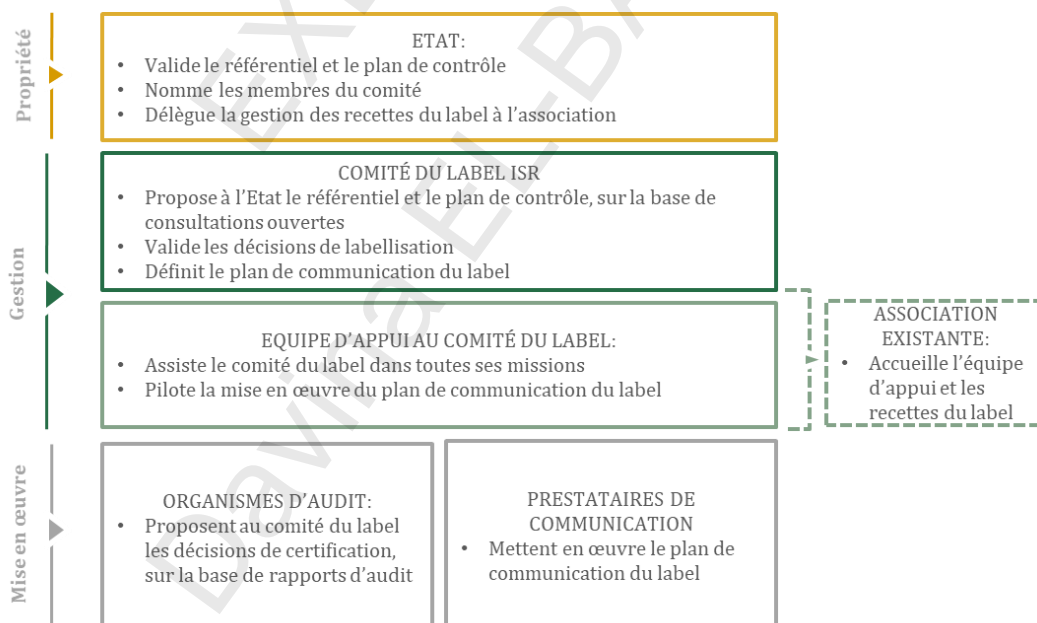 Propriété
ETAT:
• Valide le référentiel et le plan de contrôle
• Nomme les membres du comité
• Délègue la gestion des recettes du label à l’association
Gestion
COMITÉ DU LABEL ISR
• Propose à l’Etat le référentiel et le plan de contrôle, sur la base de
consultations ouvertes
• Valide les décisions de labellisation
• Définit le plan de communication du label
EQUIPE D’APPUI AU COMITÉ DU LABEL:
• Assiste le comité du label dans toutes ses missions
• Pilote la mise en œuvre du plan de communication du label
ASSOCIATION
EXISTANTE:
• Accueille l’équipe
d’appui et les
recettes du label
Mise en œuvre
ORGANISMES D’AUDIT:
• Proposent au comité du label
les décisions de certification,
sur la base de rapports d’audit
PRESTATAIRES DE
COMMUNICATION
• Mettent en œuvre le plan de
communication du label
Davina EL-BA